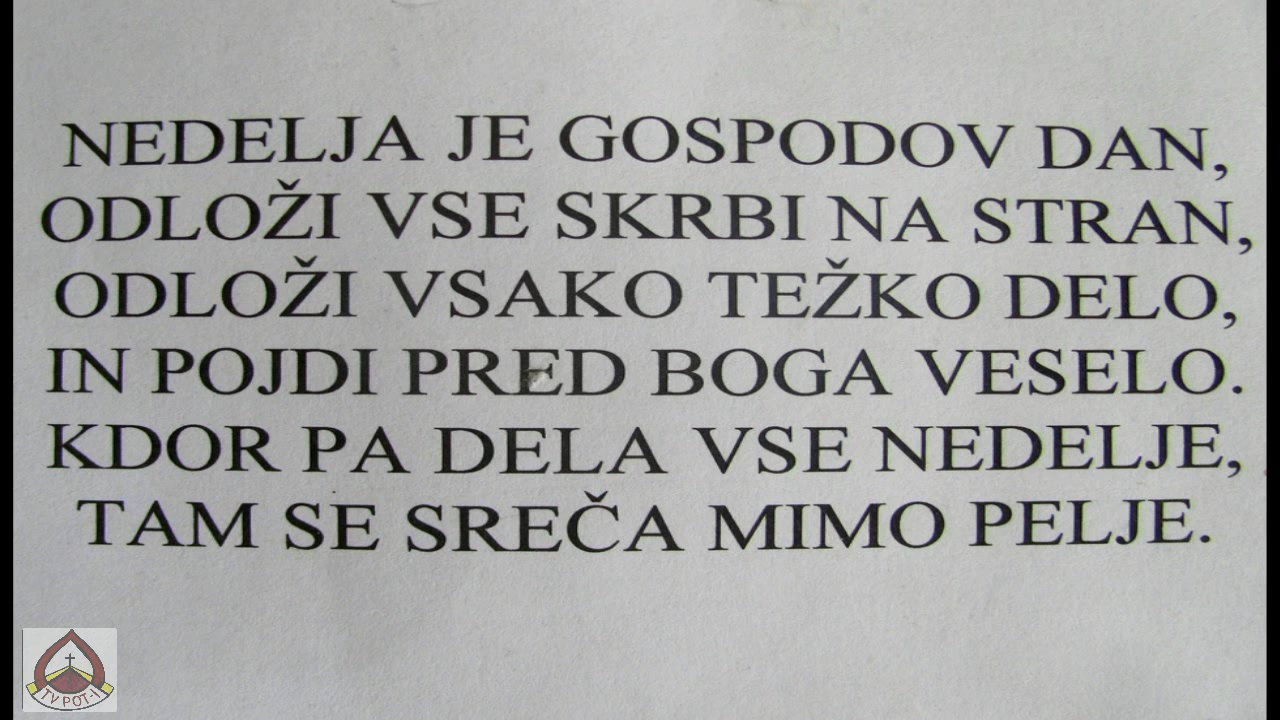 NEDELJA JE GOSPODOV DAN,
ODLOŽI VSE SKRBI NA STRAN,
ODLOŽI VSAKO TEŽKO DELO,
IN POJDI PRED BOGA VESELO.
KDOR PA DELA VSE NEDELJE,
TAM SE SREČA MIMO PELJE.
TV POT-1